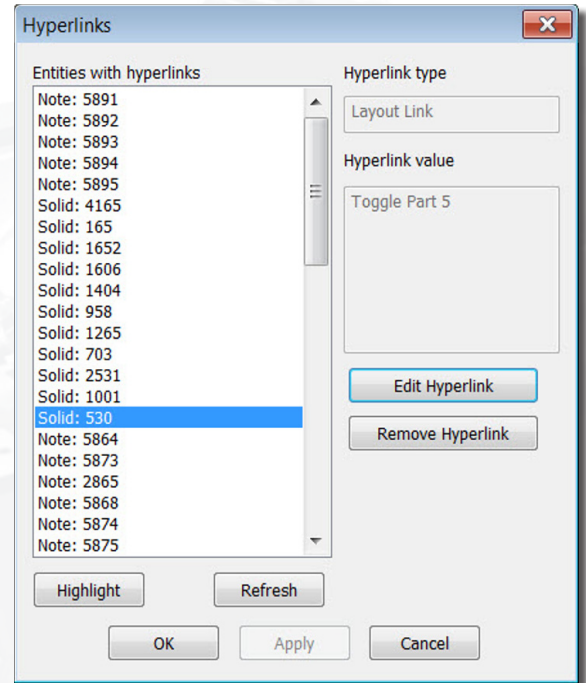 Hyperlinks
Entities with hyperlinks
Note: 5891
Note: 5892
Note: 5893
Note: 5894
Note: 5895
Solid: 4165
Solid: 165
Solid: 1652
Solid: 1606
Solid: 1404
Solid: 958
Solid: 1265
Solid: 703
Solid: 2531
Solid: 1001
Solid: 530
Note: 5864
Note: 5873
Note: 2865
Note: 5868
Note: 5874
Note: 5875
Hyperlink type
Layout Link
Hyperlink value
Toggle Part 5
Edit Hyperlink
Remove Hyperlink
Highlight
Refresh
OK
Apply
Cancel